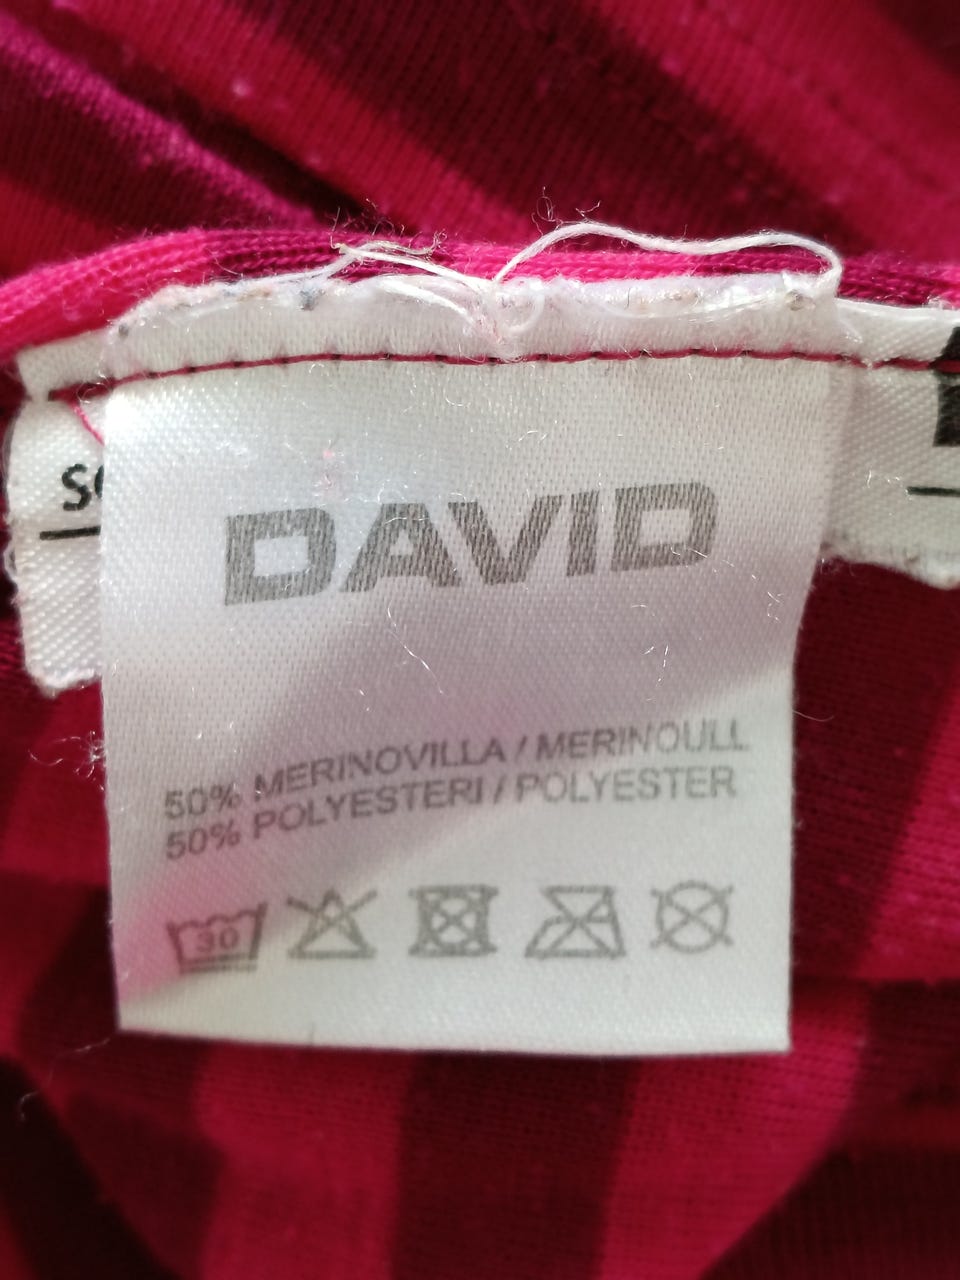 DAVID
50% MERINOVILLA / MERINOULL
50% POLYESTERI / POLYESTER
30